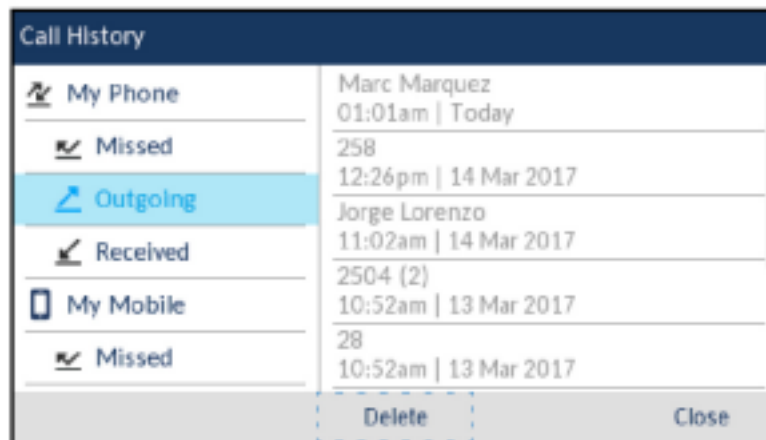 Call History
My Phone
Missed
Outgoing
Received
My Mobile
Missed
Marc Marquez
01:01am | Today
258
12:26pm | 14 Mar 2017
Jorge Lorenzo
11:02am | 14 Mar 2017
2504 (2)
10:52am | 13 Mar 2017
28
10:52am | 13 Mar 2017
Delete
Close